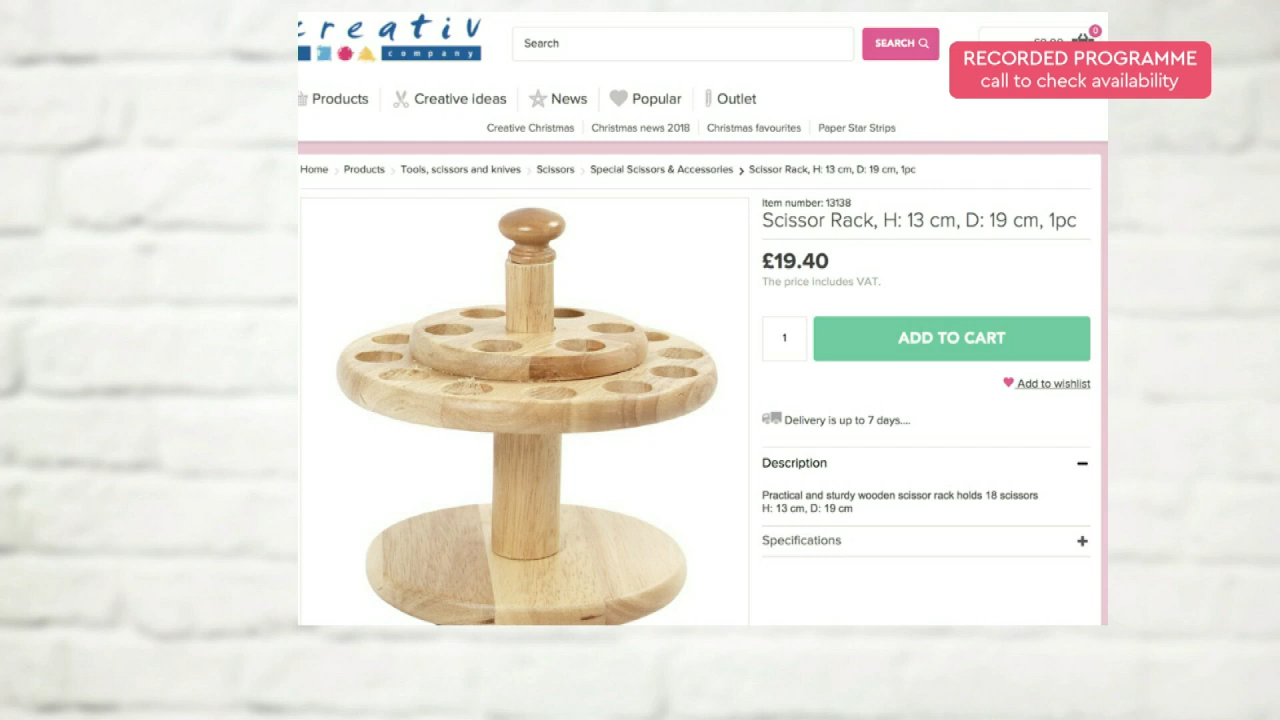 creativ
company
Search
SEARCH
0
RECORDED PROGRAMME
call to check availability
Products
Creative Ideas
News
Popular
Outlet
Creative Christmas
Christmas news 2018
Christmas favourites
Paper Star Strips
Home > Products > Tools, scissors and knives > Scissors > Special Scissors & Accessories > Scissor Rack, H: 13 cm, D: 19 cm, 1pc
Item number: 13138
Scissor Rack, H: 13 cm, D: 19 cm, 1pc
£19.40
The price includes VAT.
1
ADD TO CART
Add to wishlist
Delivery is up to 7 days....
Description
Practical and sturdy wooden scissor rack holds 18 scissors
H: 13 cm, D: 19 cm
Specifications